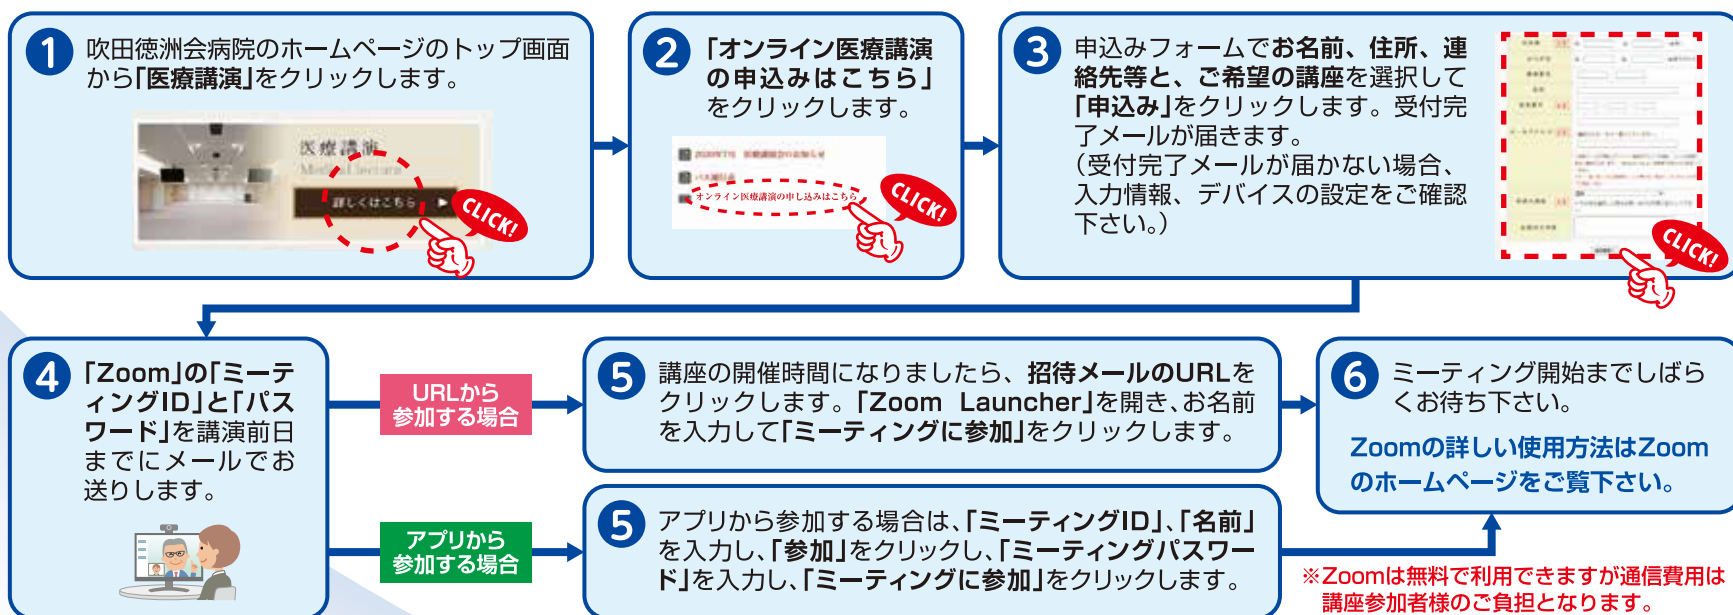 1
吹田徳洲会病院のホームページのトップ画面
から「医療講演」をクリックします。
医療講演
Medical lecture
詳しくはこちら
CLICK!
2
「オンライン医療講演
の申込みはこちら」
をクリックします。
オンライン医療講演の申し込みはこちら
CLICK!
3
申込みフォームでお名前、住所、連
絡先等と、ご希望の講座を選択して
「申込み」をクリックします。受付完
了メールが届きます。
（受付完了メールが届かない場合、
入力情報、デバイスの設定をご確認
下さい。）
CLICK!
4
「Zoom」の「ミーテ
ィングID」と「パス
ワード」を講演前日
までにメールでお
送りします。
URLから
参加する場合
5
講座の開催時間になりましたら、招待メールのURLを
クリックします。「Zoom Launcher」を開き、お名前
を入力して「ミーティングに参加」をクリックします。
アプリから
参加する場合
5
アプリから参加する場合は、「ミーティングID」、「名前」
を入力し、「参加」をクリックし、「ミーティングパスワー
ド」を入力し、「ミーティングに参加」をクリックします。
6
ミーティング開始までしばら
くお待ち下さい。
Zoomの詳しい使用方法はZoom
のホームページをご覧下さい。
※Zoomは無料で利用できますが通信費用は
講座参加者様のご負担となります。